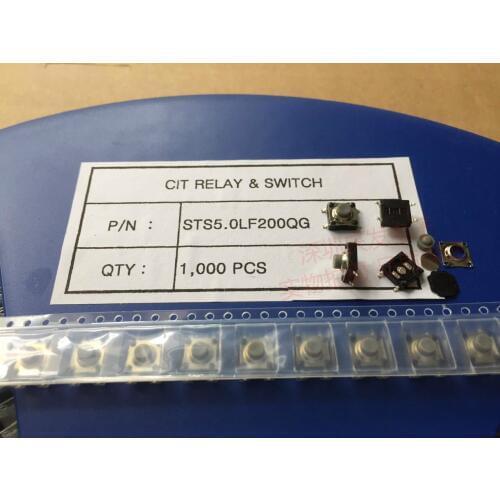 CIT RELAY & SWITCH
P/N : STS5.0LF200QG
QTY : 1,000 PCS